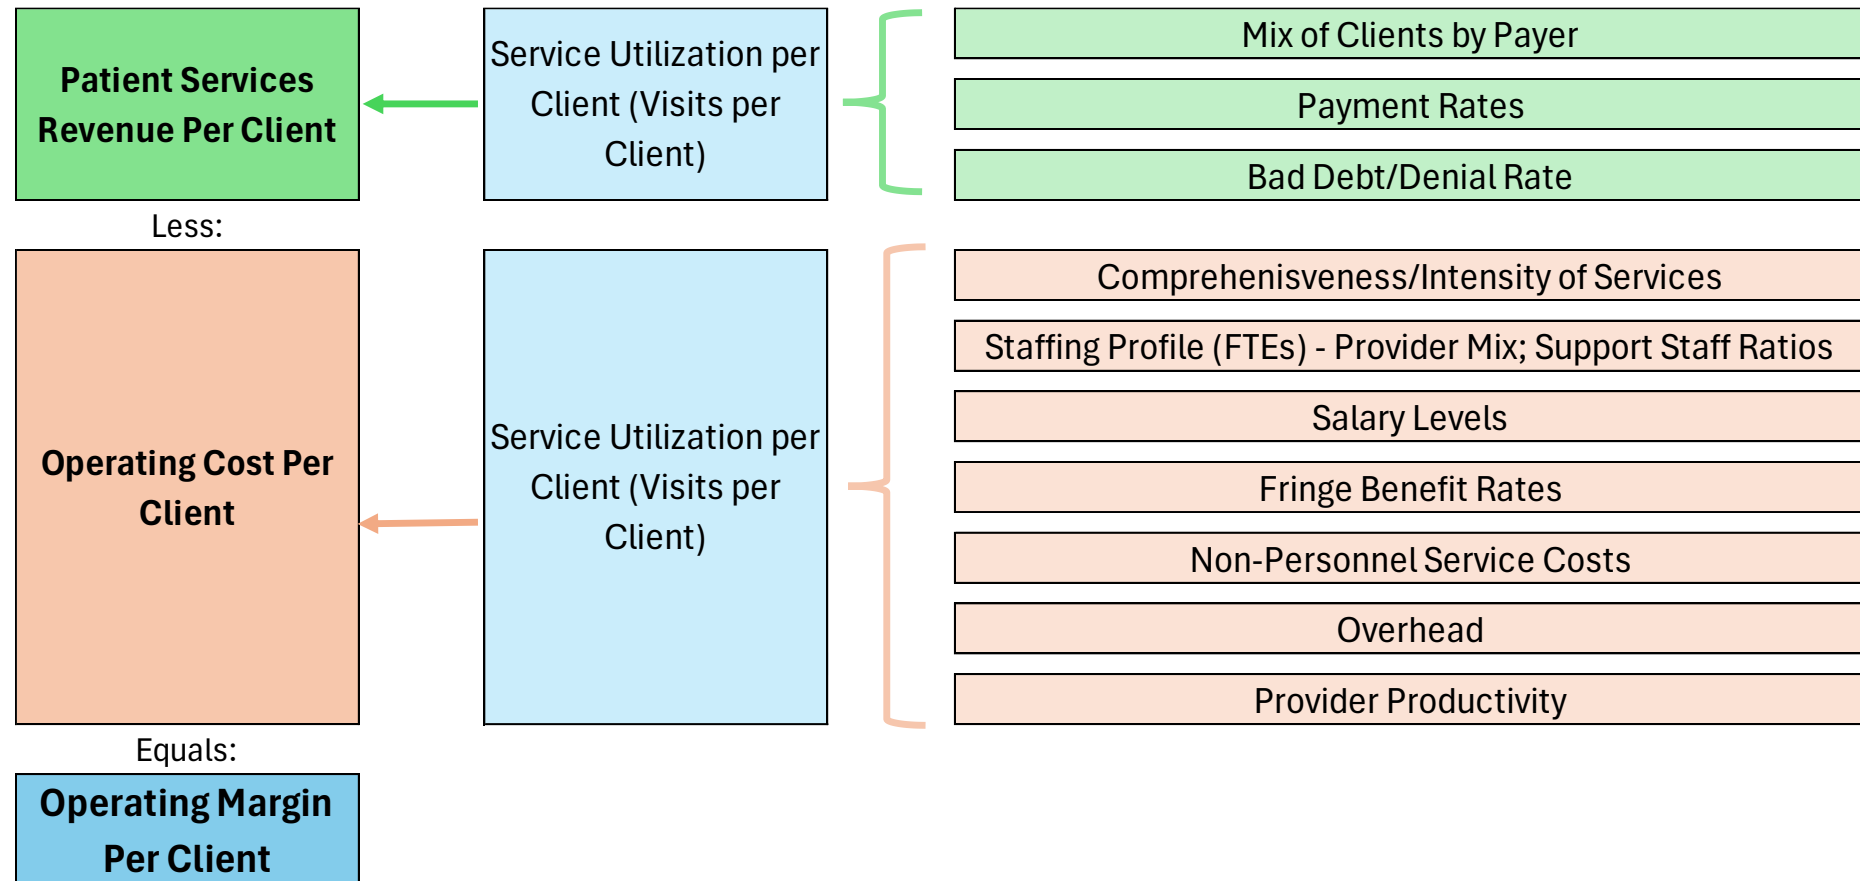 Patient Services
Revenue Per Client
Service Utilization per
Client (Visits per
Client)
Mix of Clients by Payer
Payment Rates
Bad Debt/Denial Rate
Less:
Operating Cost Per
Client
Service Utilization per
Client (Visits per
Client)
Comprehenisveness/Intensity of Services
Staffing Profile (FTEs) - Provider Mix; Support Staff Ratios
Salary Levels
Fringe Benefit Rates
Non-Personnel Service Costs
Overhead
Provider Productivity
Equals:
Operating Margin
Per Client